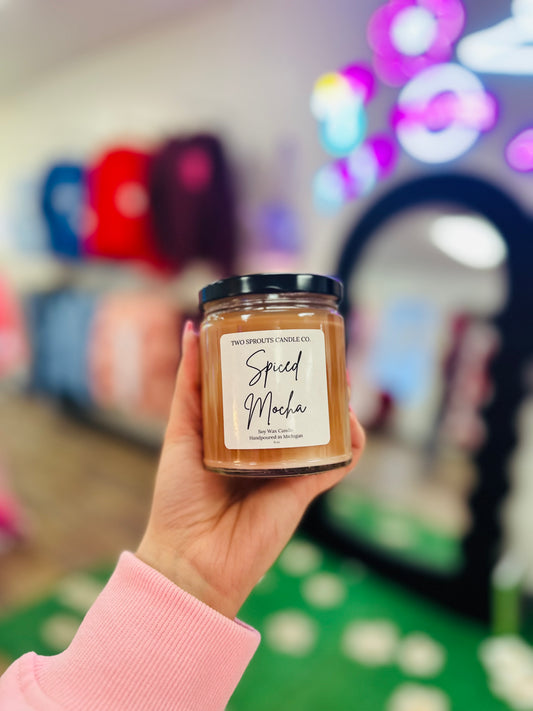 TWO SPROUTS CANDLE CO.
Spiced
Mocha
Soy Wax Candle
Handpoured in Michigan